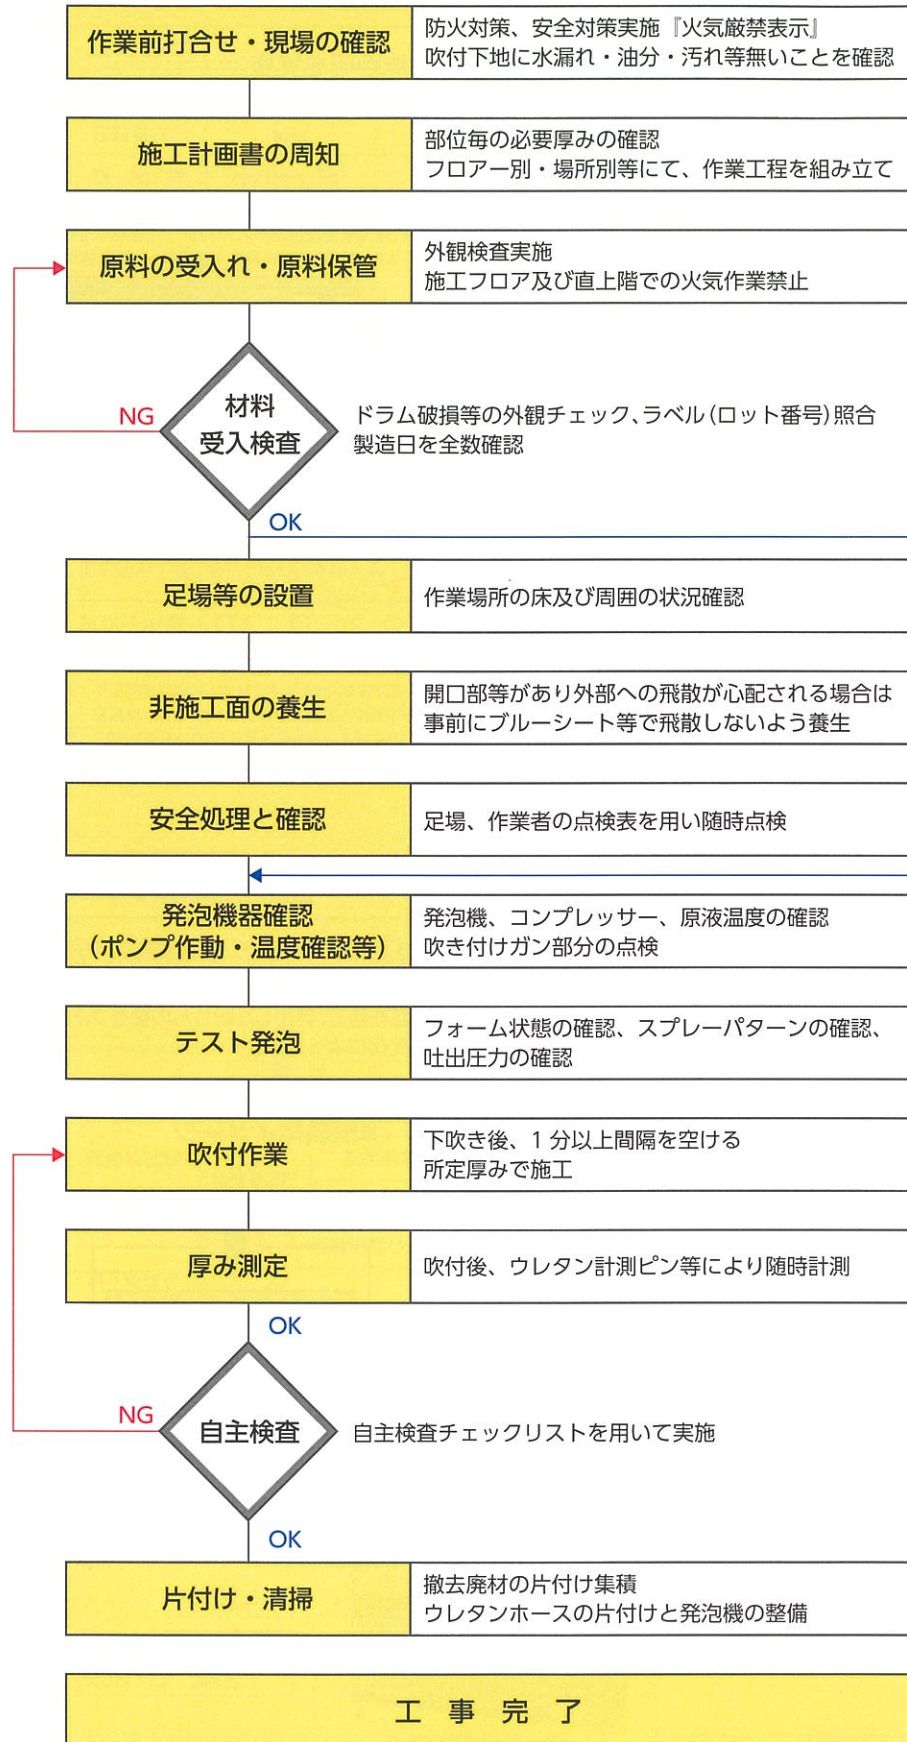 作業前打合せ・現場の確認
防火対策、安全対策実施『火気厳禁表示』
吹付下地に水漏れ・油分・汚れ等無いことを確認
施工計画書の周知
部位毎の必要厚みの確認
フロアー別・場所別等にて、作業工程を組み立て
原料の受入れ・原料保管
外観検査実施
施工フロア及び直上階での火気作業禁止
NG
材料
受入検査
ドラム破損等の外観チェック、ラベル(ロット番号)照合
製造日を全数確認
OK
足場等の設置
作業場所の床及び周囲の状況確認
非施工面の養生
開口部等があり外部への飛散が心配される場合は
事前にブルーシート等で飛散しないよう養生
安全処理と確認
足場、作業者の点検表を用い随時点検
発泡機器確認
(ポンプ作動・温度確認等)
発泡機、コンプレッサー、原液温度の確認
吹き付けガン部分の点検
テスト発泡
フォーム状態の確認、スプレーパターンの確認、
吐出圧力の確認
吹付作業
下吹き後、1分以上間隔を空ける
所定厚みで施工
厚み測定
吹付後、ウレタン計測ピン等により随時計測
OK
NG
自主検査
自主検査チェックリストを用いて実施
OK
片付け・清掃
撤去廃材の片付け集積
ウレタンホースの片付けと発泡機の整備
工事完了